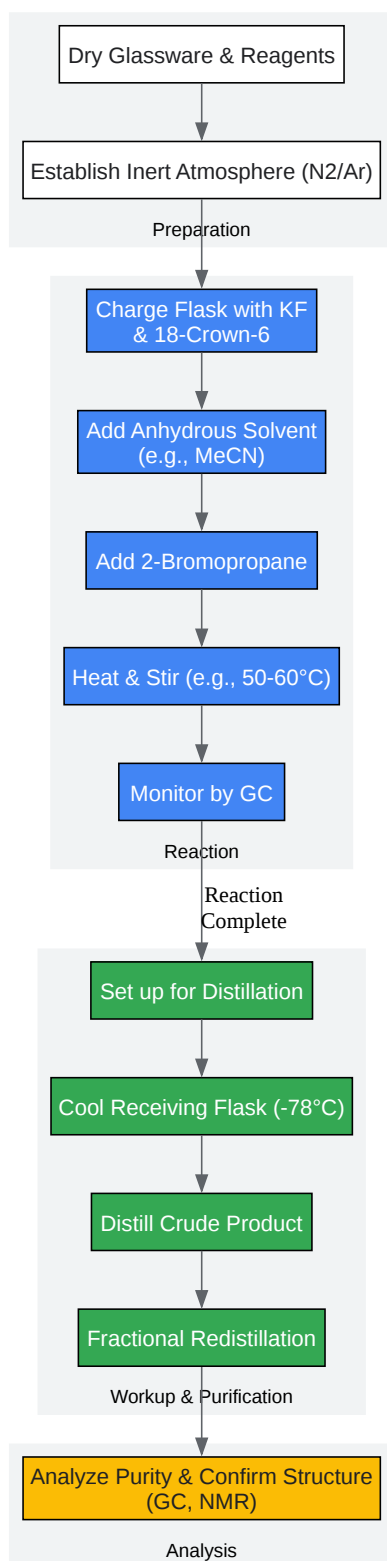 Dry Glassware & Reagents
Establish Inert Atmosphere (N2/Ar)
Preparation
Charge Flask with KF
& 18-Crown-6
Add Anhydrous Solvent
(e.g., MeCN)
Add 2-Bromopropane
Heat & Stir (e.g., 50-60°C)
Monitor by GC
Reaction
Reaction
Complete
Set up for Distillation
Cool Receiving Flask (-78°C)
Distill Crude Product
Fractional Redistillation
Workup & Purification
Analyze Purity & Confirm Structure
(GC, NMR)
Analysis